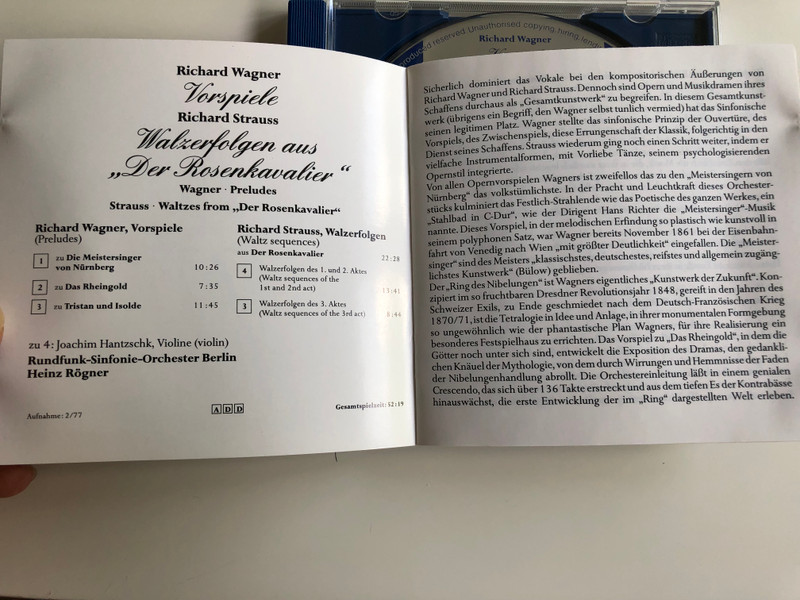 Richard Wagner
Vorspiele
Richard Strauss
Walzerfolgen aus
„Der Rosenkavalier“
Wagner · Preludes
Strauss · Waltzes from „Der Rosenkavalier“
Richard Wagner, Vorspiele
(Preludes)
1 zu Die Meistersinger
von Nürnberg 10:26
2 zu Das Rheingold 7:35
3 zu Tristan und Isolde 11:45
Richard Strauss, Walzerfolgen
(Waltz sequences)
aus Der Rosenkavalier 22:28
4 Walzerfolgen des 1. und 2. Aktes
(Waltz sequences of the
1st and 2nd act) 13:41
3 Walzerfolgen des 3. Aktes
(Waltz sequences of the 3rd act) 8:44
zu 4: Joachim Hantzschk, Violine (violin)
Rundfunk-Sinfonie-Orchester Berlin
Heinz Rögner
Aufnahme: 2/77
ADD
Gesamtspielzeit: 52:19
reserved Unauthorised copying, hiring, lending
Richard Wagner
Sicherlich dominiert das Vokale bei den kompositorischen Äußerungen von
Richard Wagner und Richard Strauss. Dennoch sind Opern und Musikdramen ihres
Schaffens durchaus als „Gesamtkunstwerk“ zu begreifen. In diesem Gesamtkunst-
werk (übrigens ein Begriff, den Wagner selbst tunlich vermied) hat das Sinfonische
seinen legitimen Platz. Wagner stellte das sinfonische Prinzip der Ouvertüre, des
Vorspiels, des Zwischenspiels, diese Errungenschaft der Klassik, folgerichtig in den
Dienst seines Schaffens. Strauss wiederum ging noch einen Schritt weiter, indem er
vielfache Instrumentalformen, mit Vorliebe Tänze, seinem psychologisierenden
Opernstil integrierte.
Von allen Opernvorspielen Wagners ist zweifellos das zu den „Meistersingern von
Nürnberg“ das volkstümlichste. In der Pracht und Leuchtkraft dieses Orchester-
stücks kulminiert das Festlich-Strahlende wie das Poetische des ganzen Werkes, ein
„Stahlbad in C-Dur“, wie der Dirigent Hans Richter die „Meistersinger“-Musik
nannte. Dieses Vorspiel, in der melodischen Erfindung so plastisch wie kunstvoll in
seinem polyphonen Satz, war Wagner bereits November 1861 bei der Eisenbahn-
fahrt von Venedig nach Wien „mit größter Deutlichkeit“ eingefallen. Die „Meister-
singer“ sind des Meisters „klassischstes, deutschestes, reifstes und allgemein zugäng-
lichstes Kunstwerk“ (Bülow) geblieben.
Der „Ring des Nibelungen“ ist Wagners eigentliches „Kunstwerk der Zukunft“. Kon-
zipiert im so fruchtbaren Dresdner Revolutionsjahr 1848, gereift in den Jahren des
Schweizer Exils, zu Ende geschmiedet nach dem Deutsch-Französischen Krieg
1870/71, ist die Tetralogie in Idee und Anlage, in ihrer monumentalen Formgebung
so ungewöhnlich wie der phantastische Plan Wagners, für ihre Realisierung ein
besonderes Festspielhaus zu errichten. Das Vorspiel zu „Das Rheingold“, in dem die
Götter noch unter sich sind, entwickelt die Exposition des Dramas, den gedankli-
chen Knäuel der Mythologie, von dem durch Wirrungen und Hemmnisse der Faden
der Nibelungenhandlung abrollt. Die Orchestereinleitung läßt in einem genialen
Crescendo, das sich über 136 Takte erstreckt und aus dem tiefen Es der Kontrabässe
hinauswächst, die erste Entwicklung der im „Ring“ dargestellten Welt erleben.